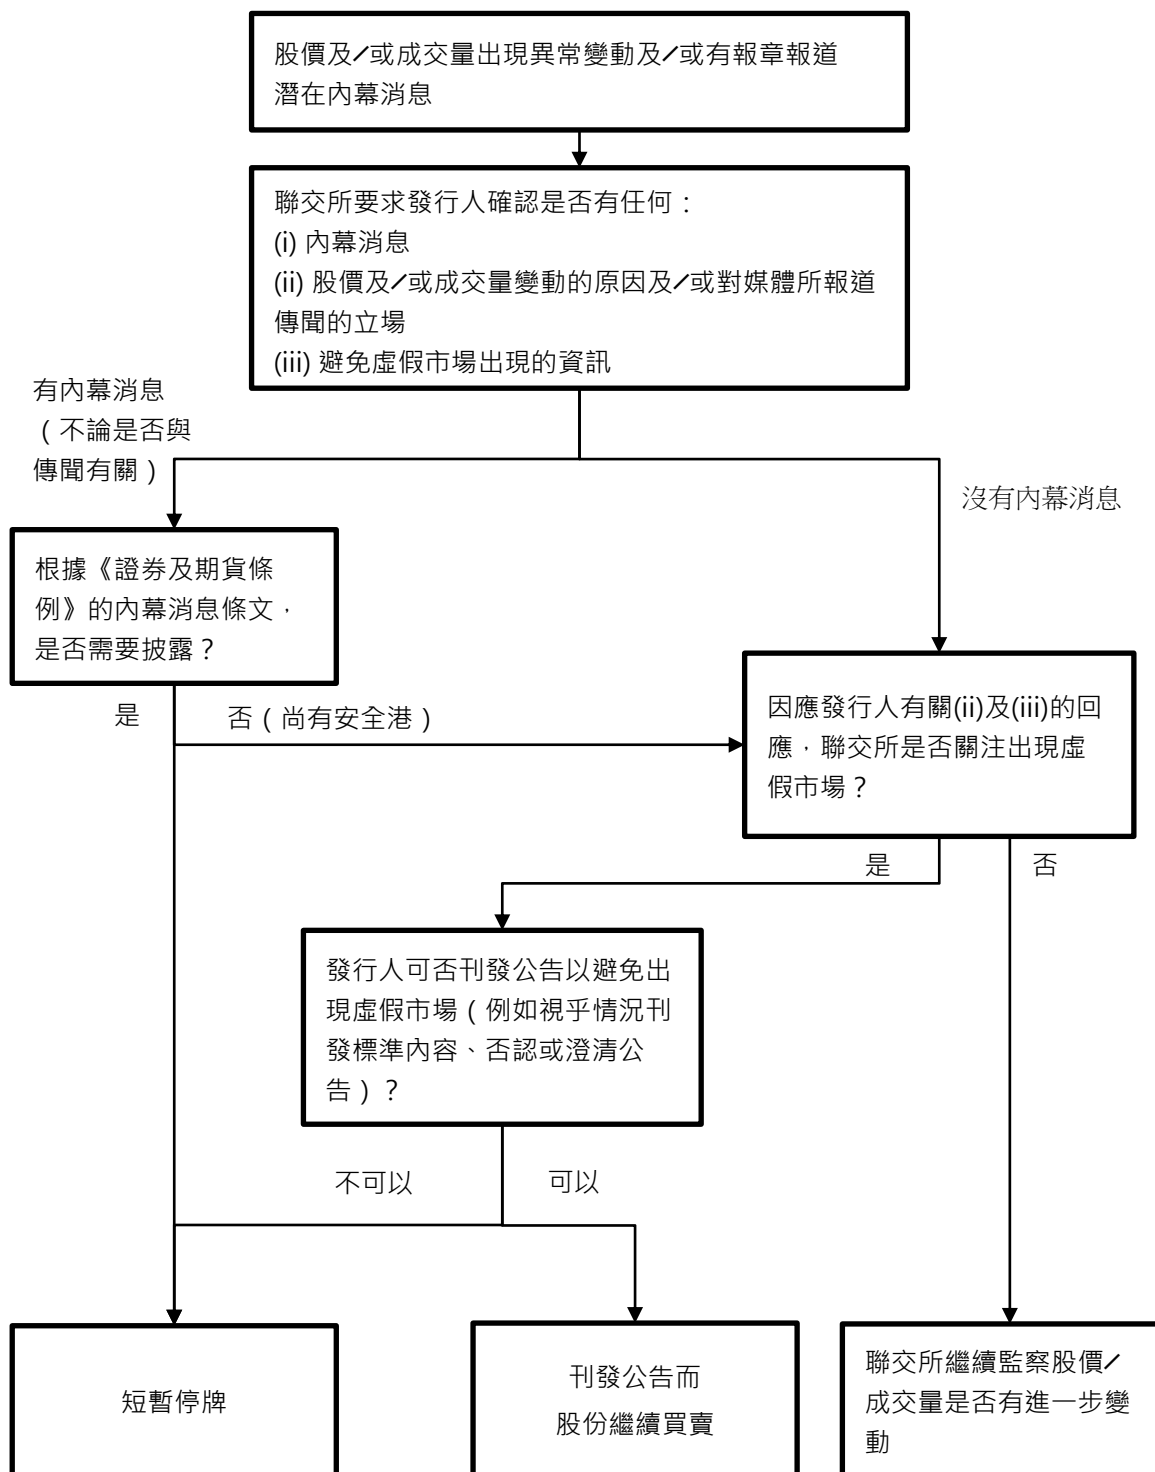 股價及/或成交量出現異常變動及/或有報章報道
潛在內幕消息
聯交所要求發行人確認是否有任何：
(i) 內幕消息
(ii) 股價及/或成交量變動的原因及/或對媒體所報道
傳聞的立場
(iii) 避免虛假市場出現的資訊
有內幕消息
（不論是否與
傳聞有關）
沒有內幕消息
根據《證券及期貨條
例》的內幕消息條文，
是否需要披露？
是
否（尚有安全港）
因應發行人有關(ii)及(iii)的回
應，聯交所是否關注出現虛
假市場？
是
否
發行人可否刊發公告以避免出
現虛假市場（例如視乎情況刊
發標準內容、否認或澄清公
告）？
不可以
可以
短暫停牌
刊發公告而
股份繼續買賣
聯交所繼續監察股價/
成交量是否有進一步變
動